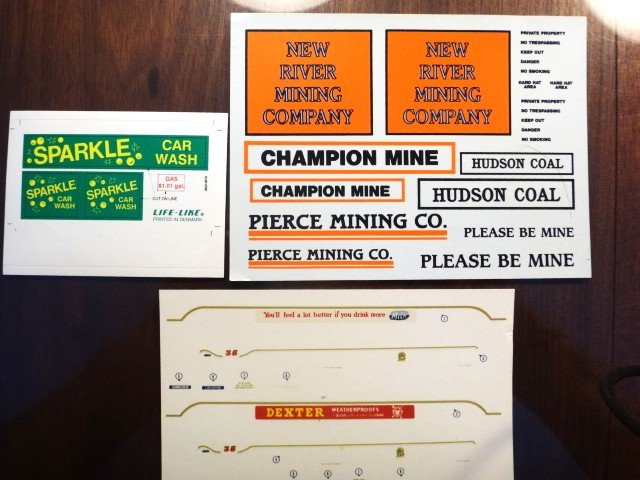 SPARKLE CAR WASH
SPARKLE CAR WASH
SPARKLE CAR WASH
GAS
$1.01 gal.
CUT ON LINE
LIFE-LIKE
PRINTED IN DENMARK
NEW RIVER MINING COMPANY
NEW RIVER MINING COMPANY
PRIVATE PROPERTY
NO TRESPASSING
KEEP OUT
DANGER
NO SMOKING
HARD HAT AREA
HARD HAT AREA
PRIVATE PROPERTY
NO TRESPASSING
KEEP OUT
DANGER
NO SMOKING
CHAMPION MINE
HUDSON COAL
CHAMPION MINE
HUDSON COAL
PIERCE MINING CO.
PLEASE BE MINE
PIERCE MINING CO.
PLEASE BE MINE
You'll feel a lot better if you drink more MILK
36
DEXTER WEATHERPROOFS
36